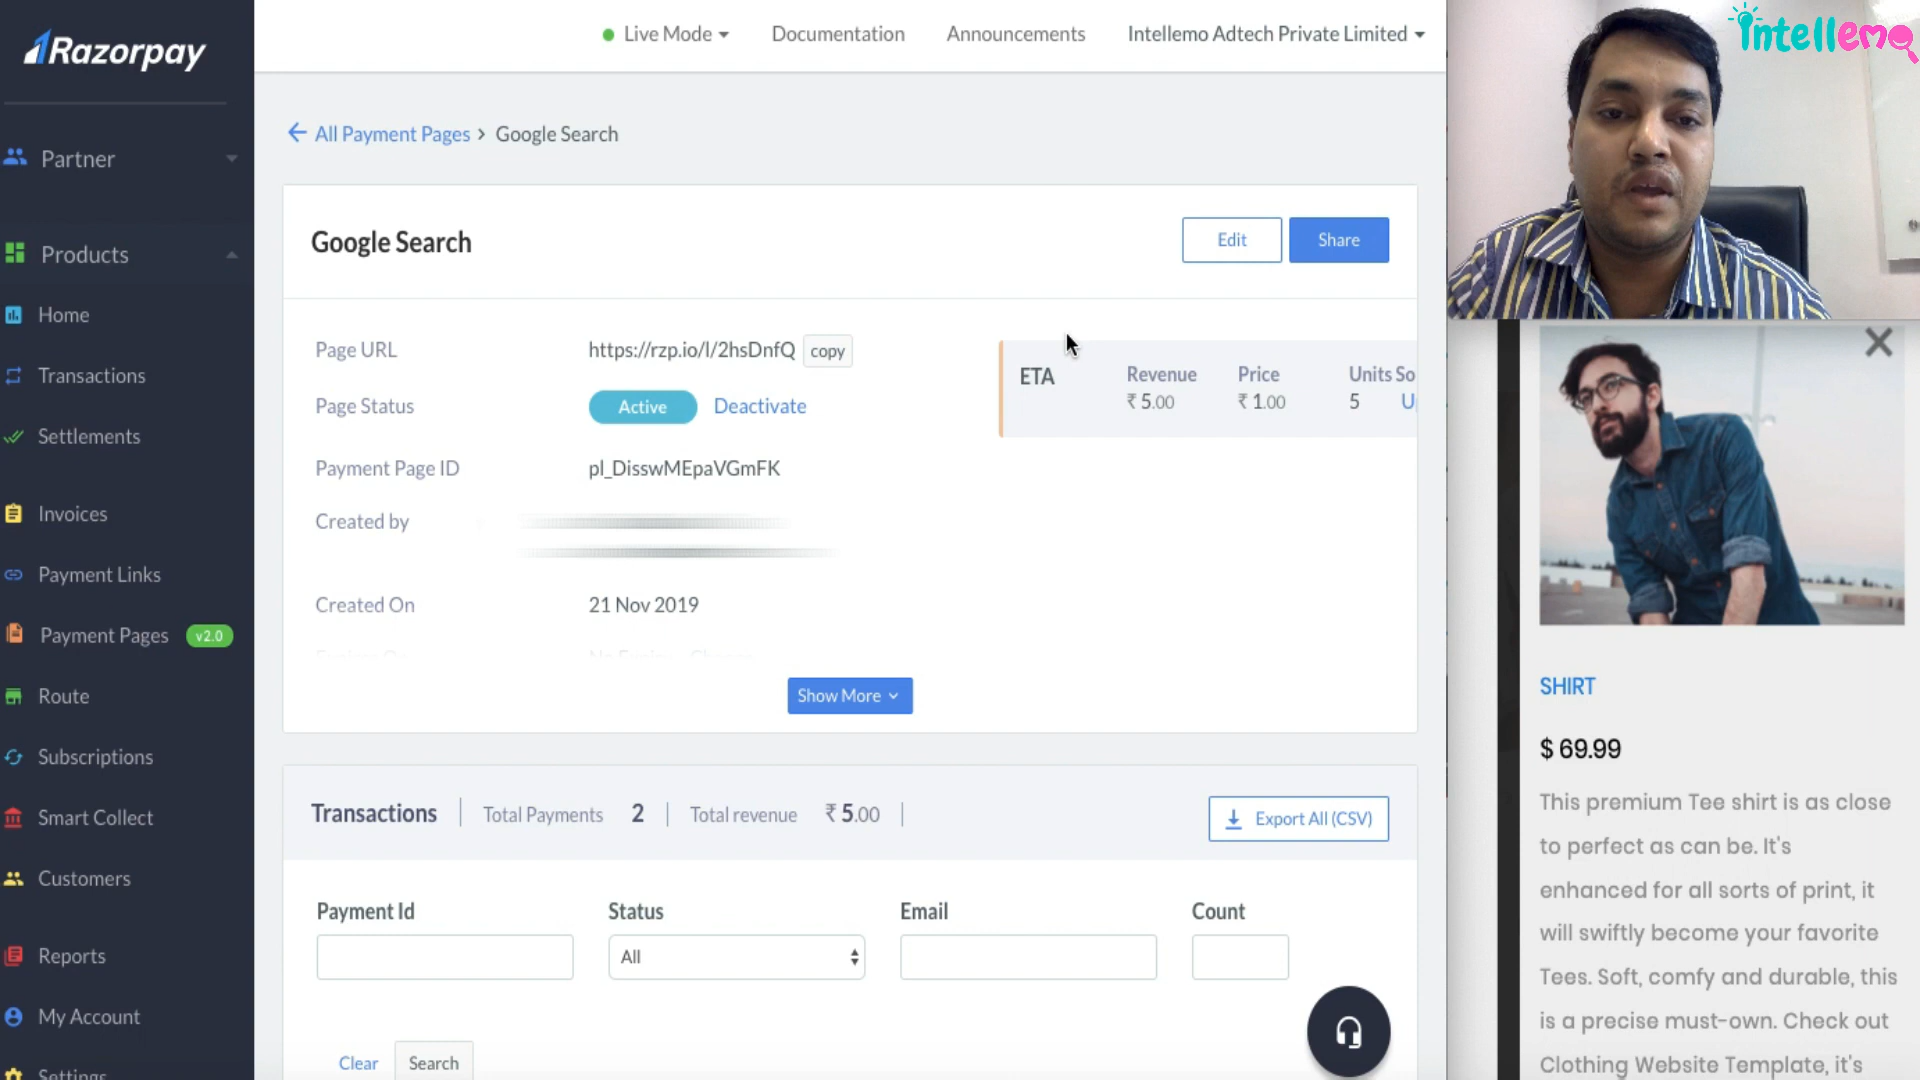 Razorpay
Live Mode
Documentation
Announcements
Intellemo Adtech Private Limited
intellemo
Partner
Products
Home
Transactions
Settlements
Invoices
Payment Links
Payment Pages v2.0
Route
Subscriptions
Smart Collect
Customers
Reports
My Account
Settings
All Payment Pages › Google Search
Google Search
Edit
Share
Page URL
https://rzp.io/l/2hsDnfQ
copy
Page Status
Active
Deactivate
Payment Page ID
pl_DisswMEpaVGmFK
Created by
Created On
21 Nov 2019
ETA
Revenue
₹ 5.00
Price
₹ 1.00
Units So
5
Show More
Transactions
Total Payments 2
Total revenue ₹ 5.00
Export All (CSV)
Payment Id
Status
All
Email
Count
Clear
Search
SHIRT
$ 69.99
This premium Tee shirt is as close
to perfect as can be. It's
enhanced for all sorts of print, it
will swiftly become your favorite
Tees. Soft, comfy and durable, this
is a precise must-own. Check out
Clothing Website Template, it's